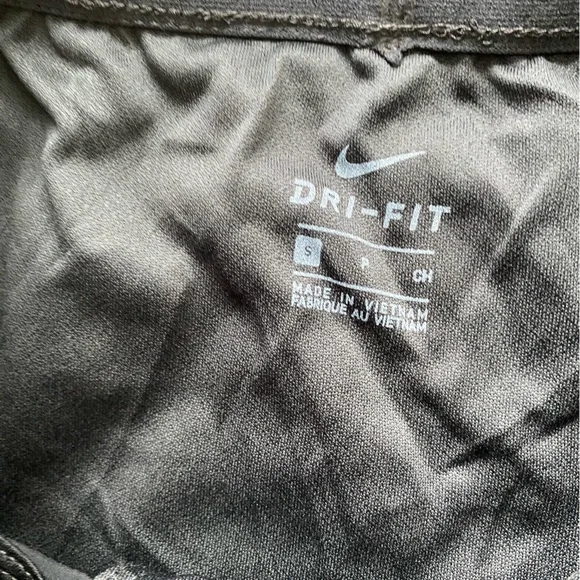 DRI-FIT
S P CH
MADE IN VIETNAM
FABRIQUE AU VIETNAM